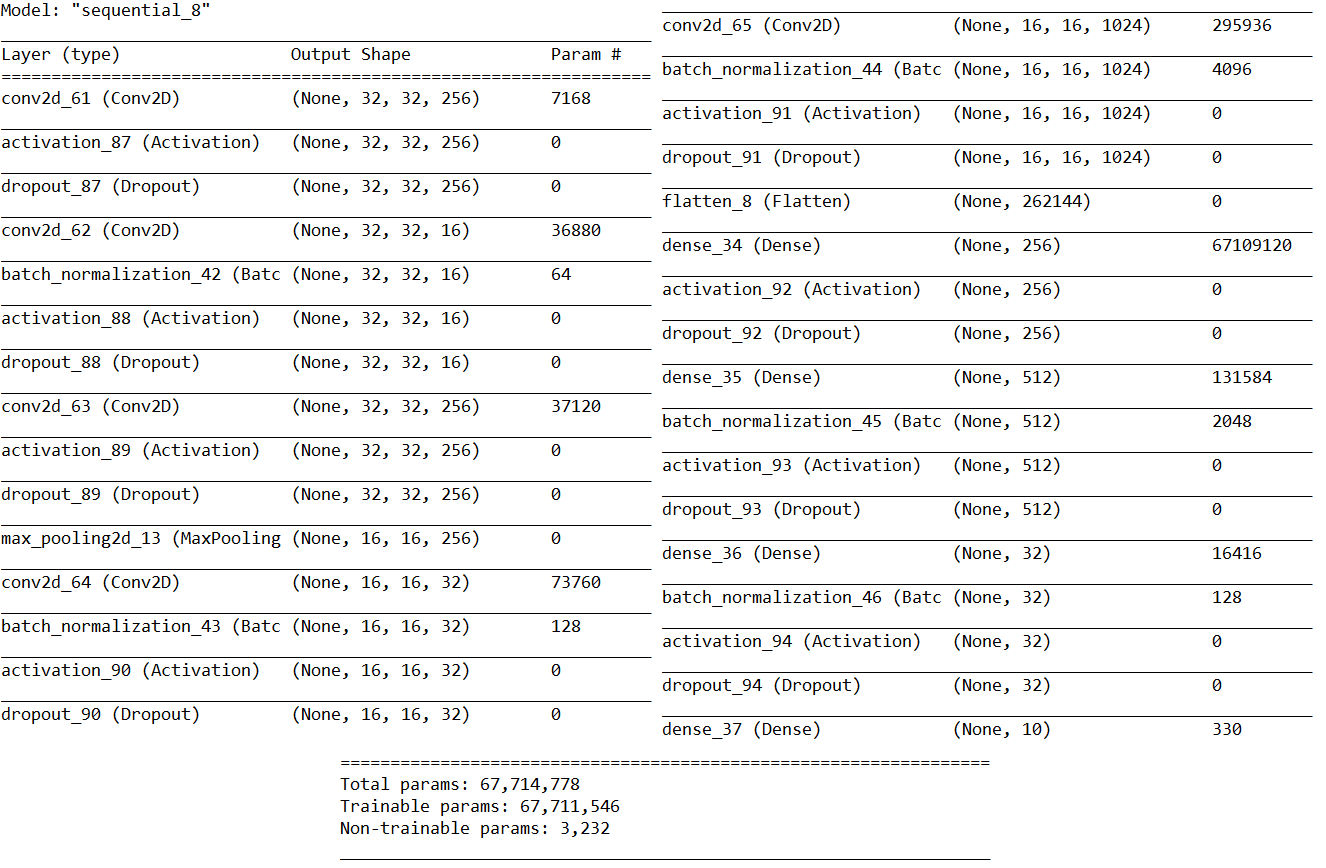 Model: "sequential_8"
Layer (type) Output Shape Param #
=================================================================
conv2d_61 (Conv2D) (None, 32, 32, 256) 7168
activation_87 (Activation) (None, 32, 32, 256) 0
dropout_87 (Dropout) (None, 32, 32, 256) 0
conv2d_62 (Conv2D) (None, 32, 32, 16) 36880
batch_normalization_42 (Batc (None, 32, 32, 16) 64
activation_88 (Activation) (None, 32, 32, 16) 0
dropout_88 (Dropout) (None, 32, 32, 16) 0
conv2d_63 (Conv2D) (None, 32, 32, 256) 37120
activation_89 (Activation) (None, 32, 32, 256) 0
dropout_89 (Dropout) (None, 32, 32, 256) 0
max_pooling2d_13 (MaxPooling (None, 16, 16, 256) 0
conv2d_64 (Conv2D) (None, 16, 16, 32) 73760
batch_normalization_43 (Batc (None, 16, 16, 32) 128
activation_90 (Activation) (None, 16, 16, 32) 0
dropout_90 (Dropout) (None, 16, 16, 32) 0
conv2d_65 (Conv2D) (None, 16, 16, 1024) 295936
batch_normalization_44 (Batc (None, 16, 16, 1024) 4096
activation_91 (Activation) (None, 16, 16, 1024) 0
dropout_91 (Dropout) (None, 16, 16, 1024) 0
flatten_8 (Flatten) (None, 262144) 0
dense_34 (Dense) (None, 256) 67109120
activation_92 (Activation) (None, 256) 0
dropout_92 (Dropout) (None, 256) 0
dense_35 (Dense) (None, 512) 131584
batch_normalization_45 (Batc (None, 512) 2048
activation_93 (Activation) (None, 512) 0
dropout_93 (Dropout) (None, 512) 0
dense_36 (Dense) (None, 32) 16416
batch_normalization_46 (Batc (None, 32) 128
activation_94 (Activation) (None, 32) 0
dropout_94 (Dropout) (None, 32) 0
dense_37 (Dense) (None, 10) 330
=================================================================
Total params: 67,714,778
Trainable params: 67,711,546
Non-trainable params: 3,232